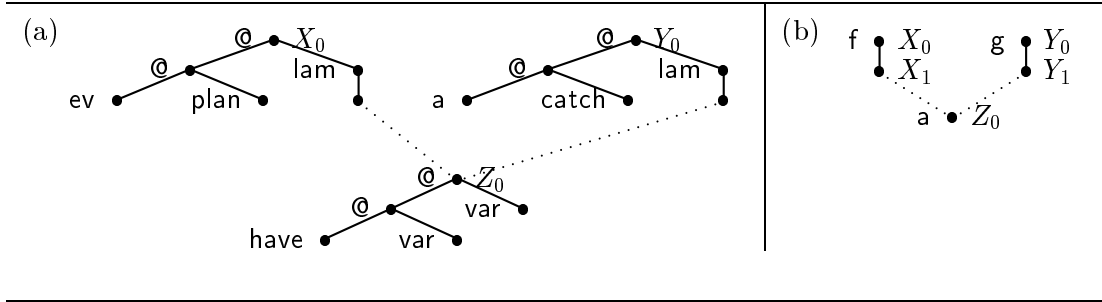 (a) @ X₀ @ Y₀ (b) f X₀ g Y₀
@ lam @ lam X₁ Y₁
ev plan a catch a Z₀
@ Z₀
@ var
have var